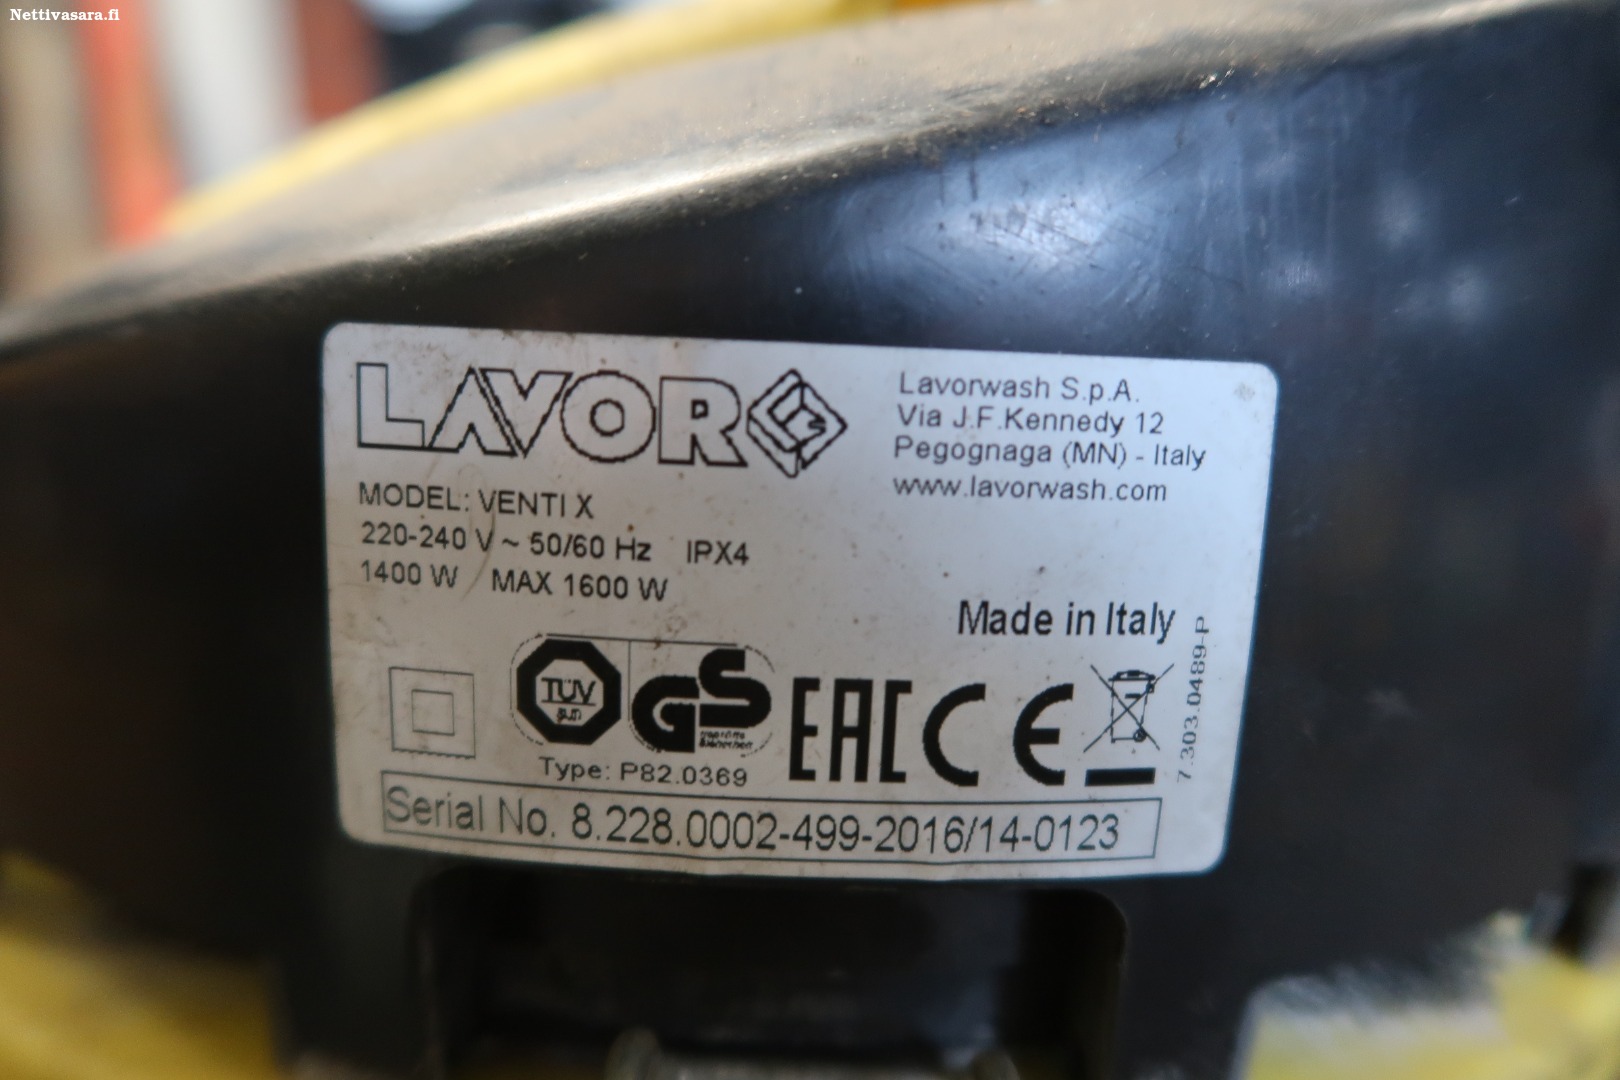 Nettivasara.fi
LAVOR
Lavorwash S.p.A.
Via J.F.Kennedy 12
Pegognaga (MN) - Italy
www.lavorwash.com
MODEL: VENTI X
220-240 V ~ 50/60 Hz IPX4
1400 W MAX 1600 W
Made in Italy
7.303.0489-P
TÜV
GS
geprüfte
Sicherheit
EAC CE
Type: P82.0369
Serial No. 8.228.0002-499-2016/14-0123